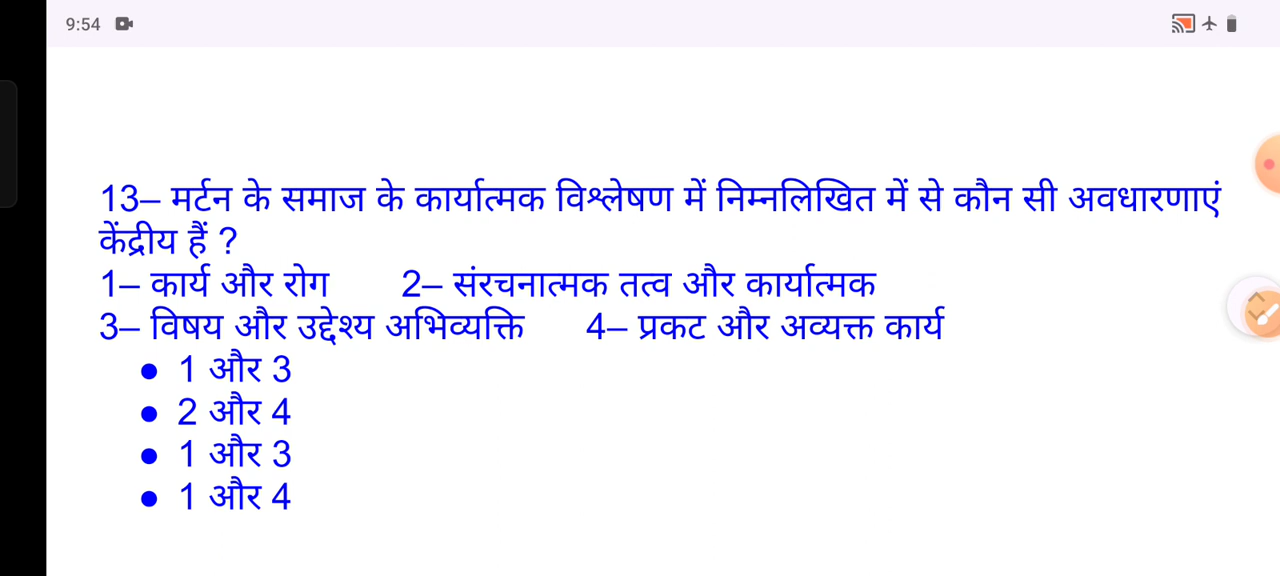 9:54
13– मर्टन के समाज के कार्यात्मक विश्लेषण में निम्नलिखित में से कौन सी अवधारणाएं
केंद्रीय हैं ?
1– कार्य और रोग 2– संरचनात्मक तत्व और कार्यात्मक
3– विषय और उद्देश्य अभिव्यक्ति 4– प्रकट और अव्यक्त कार्य
● 1 और 3
● 2 और 4
● 1 और 3
● 1 और 4